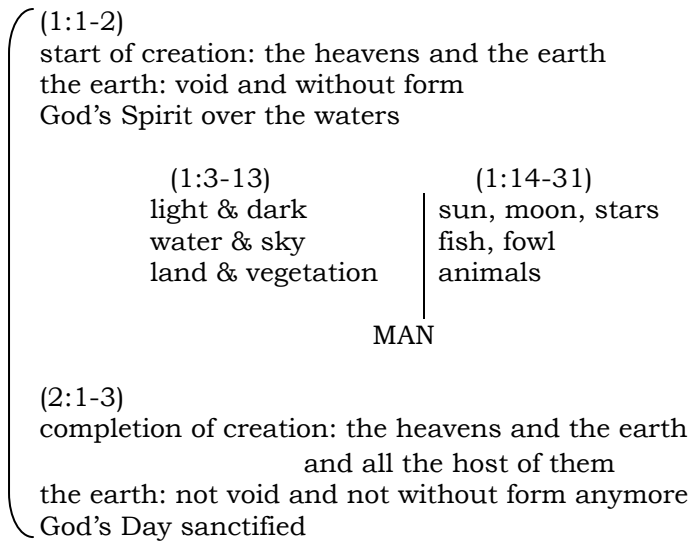 (1:1-2)
start of creation: the heavens and the earth
the earth: void and without form
God’s Spirit over the waters
(1:3-13) (1:14-31)
light & dark sun, moon, stars
water & sky fish, fowl
land & vegetation animals
MAN
(2:1-3)
completion of creation: the heavens and the earth
and all the host of them
the earth: not void and not without form anymore
God’s Day sanctified